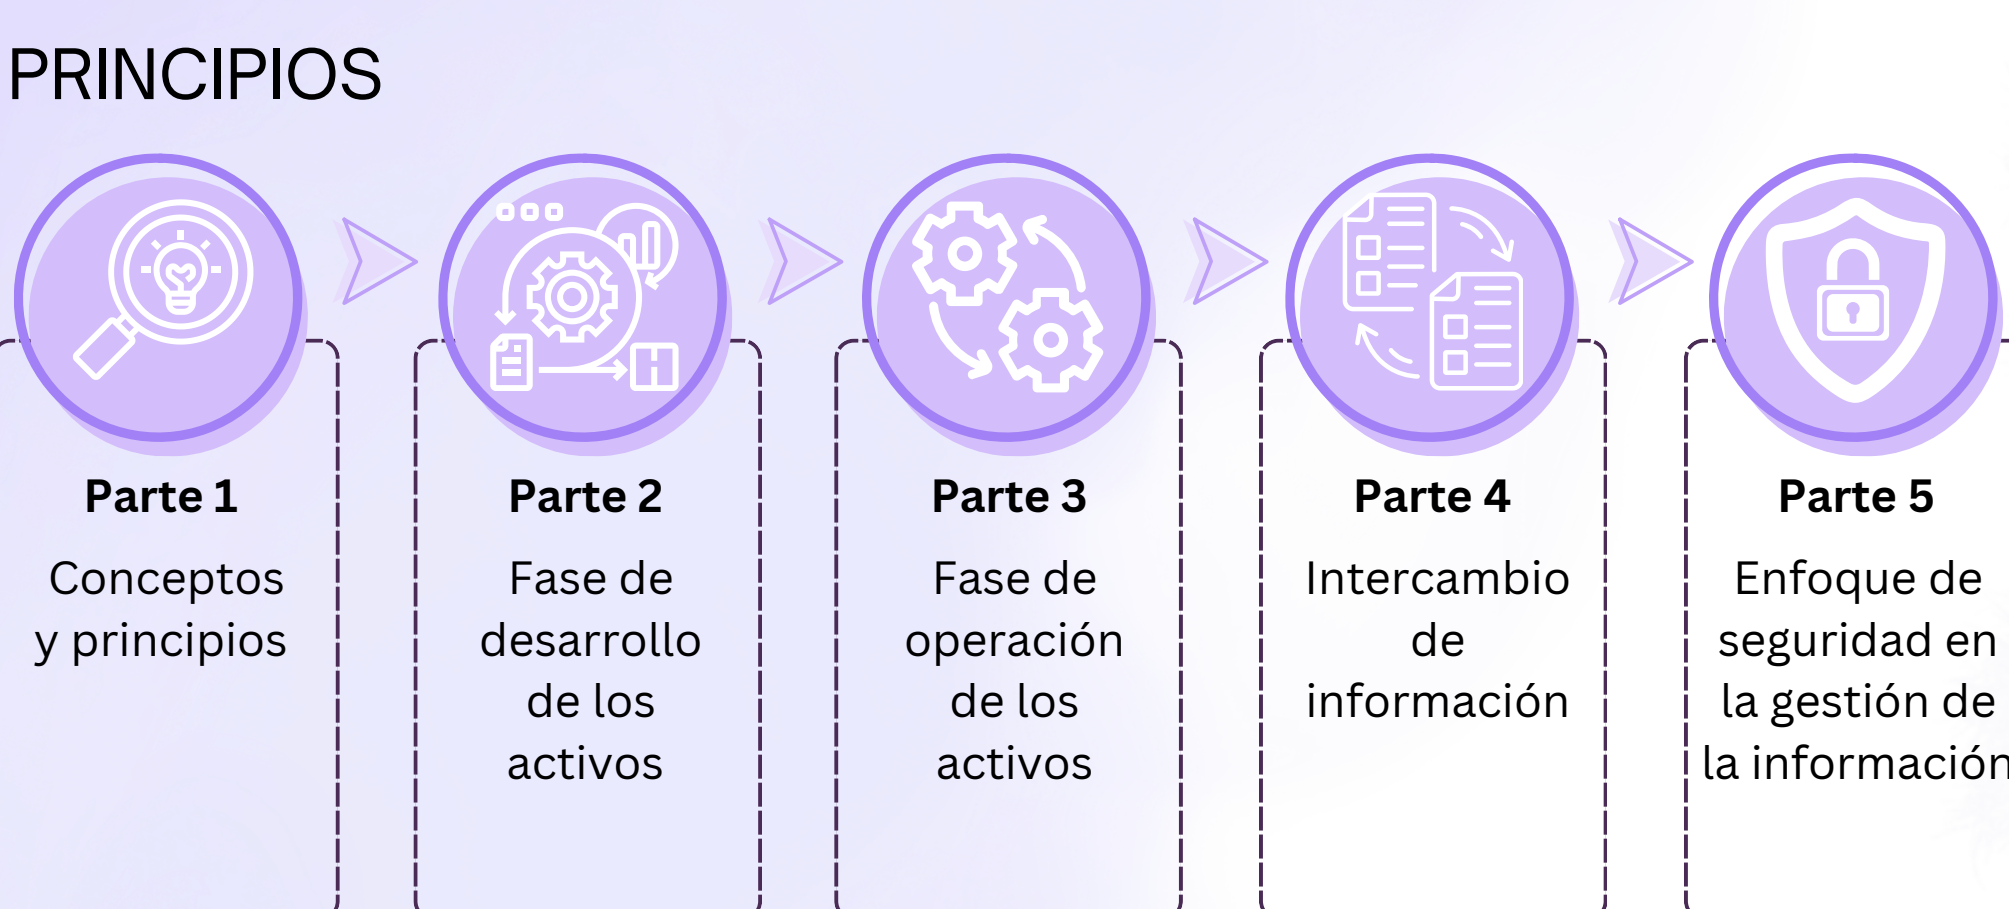 PRINCIPIOS
Parte 1
Conceptos
y principios
Parte 2
Fase de
desarrollo
de los
activos
Parte 3
Fase de
operación
de los
activos
Parte 4
Intercambio
de
información
Parte 5
Enfoque de
seguridad en
la gestión de
la información